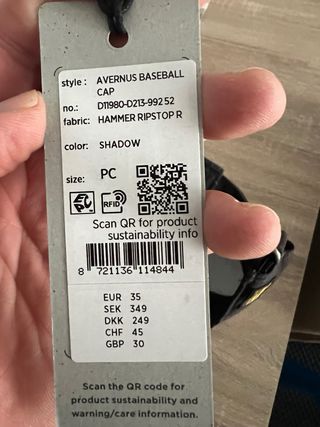 style : AVERNUS BASEBALL
CAP
no.: D11980-D213-992 52
fabric: HAMMER RIPSTOP R
color: SHADOW
size: PC
RFID
Scan QR for product
sustainability info
8 721136 114844
EUR 35
SEK 349
DKK 249
CHF 45
GBP 30
Scan the QR code for
product sustainability and
warning/care information.